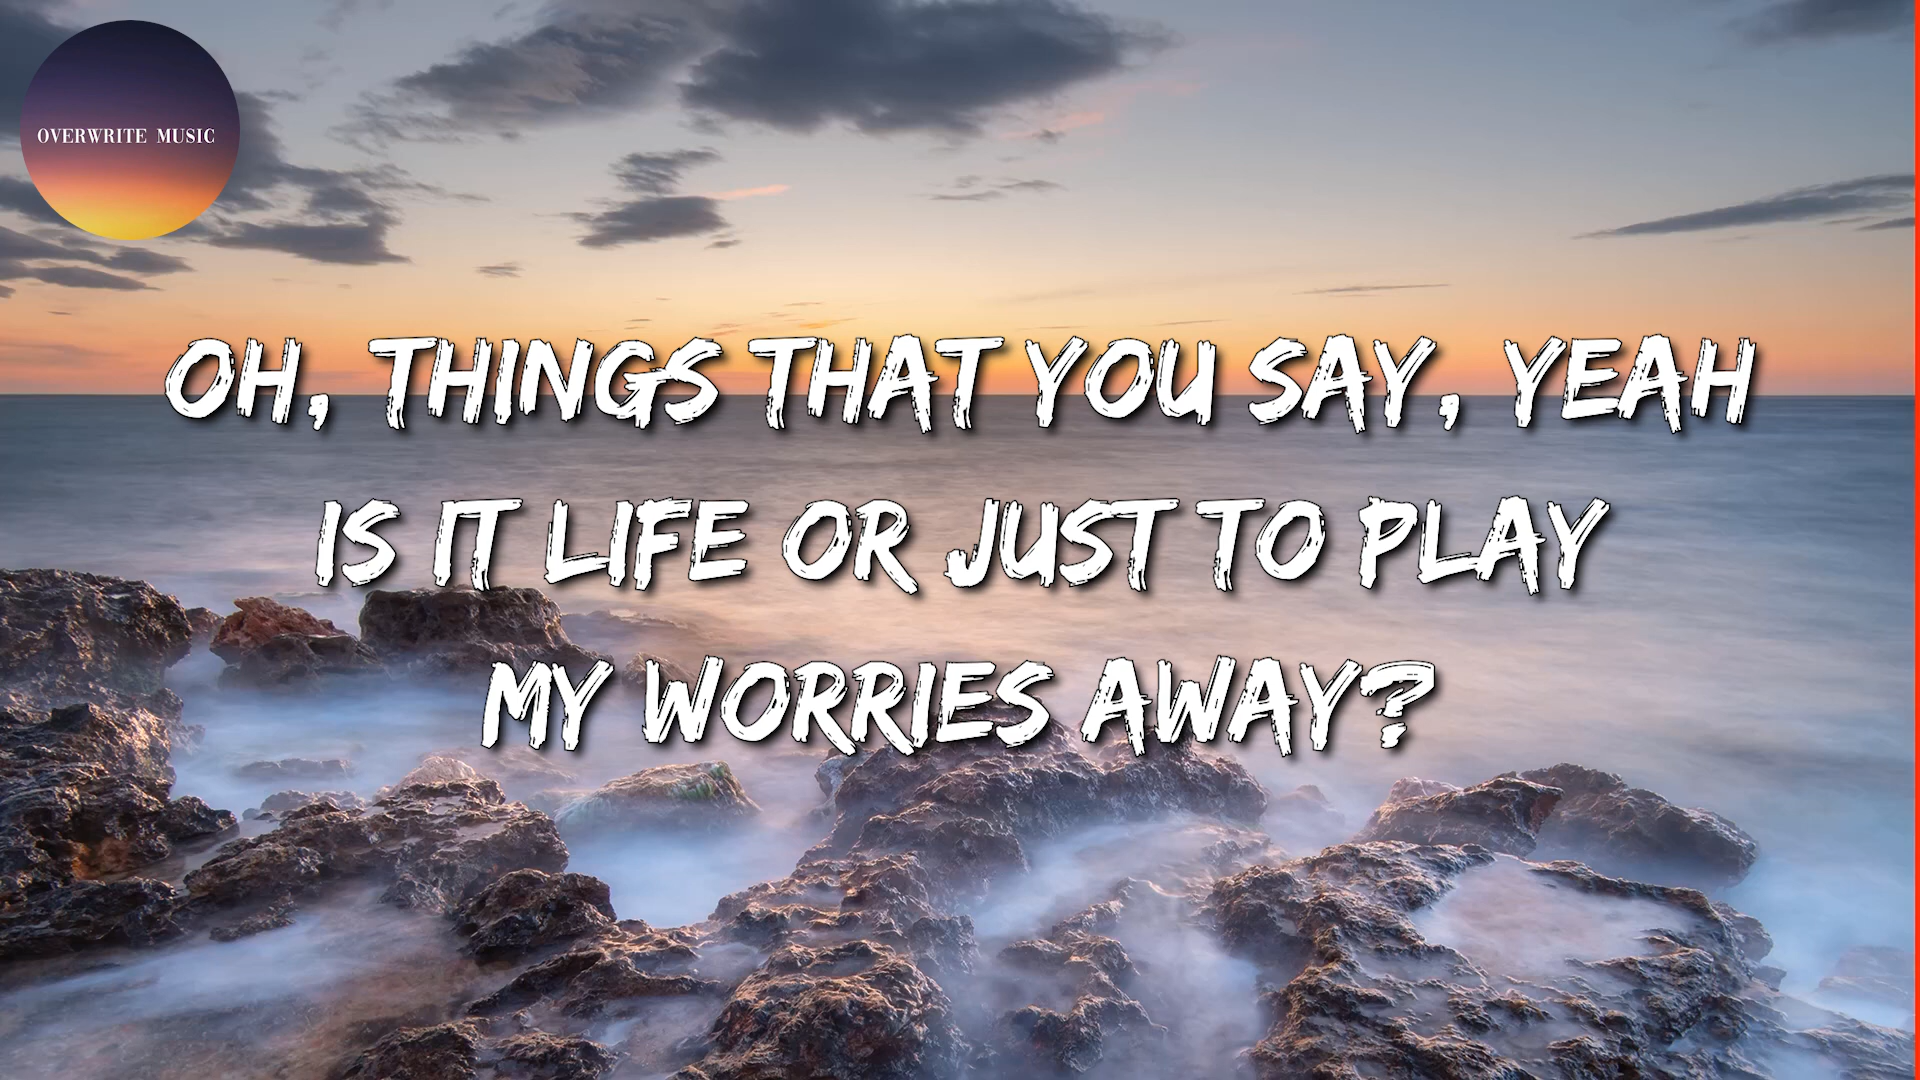 OVERWRITE MUSIC
OH, THINGS THAT YOU SAY, YEAH
IS IT LIFE OR JUST TO PLAY
MY WORRIES AWAY?